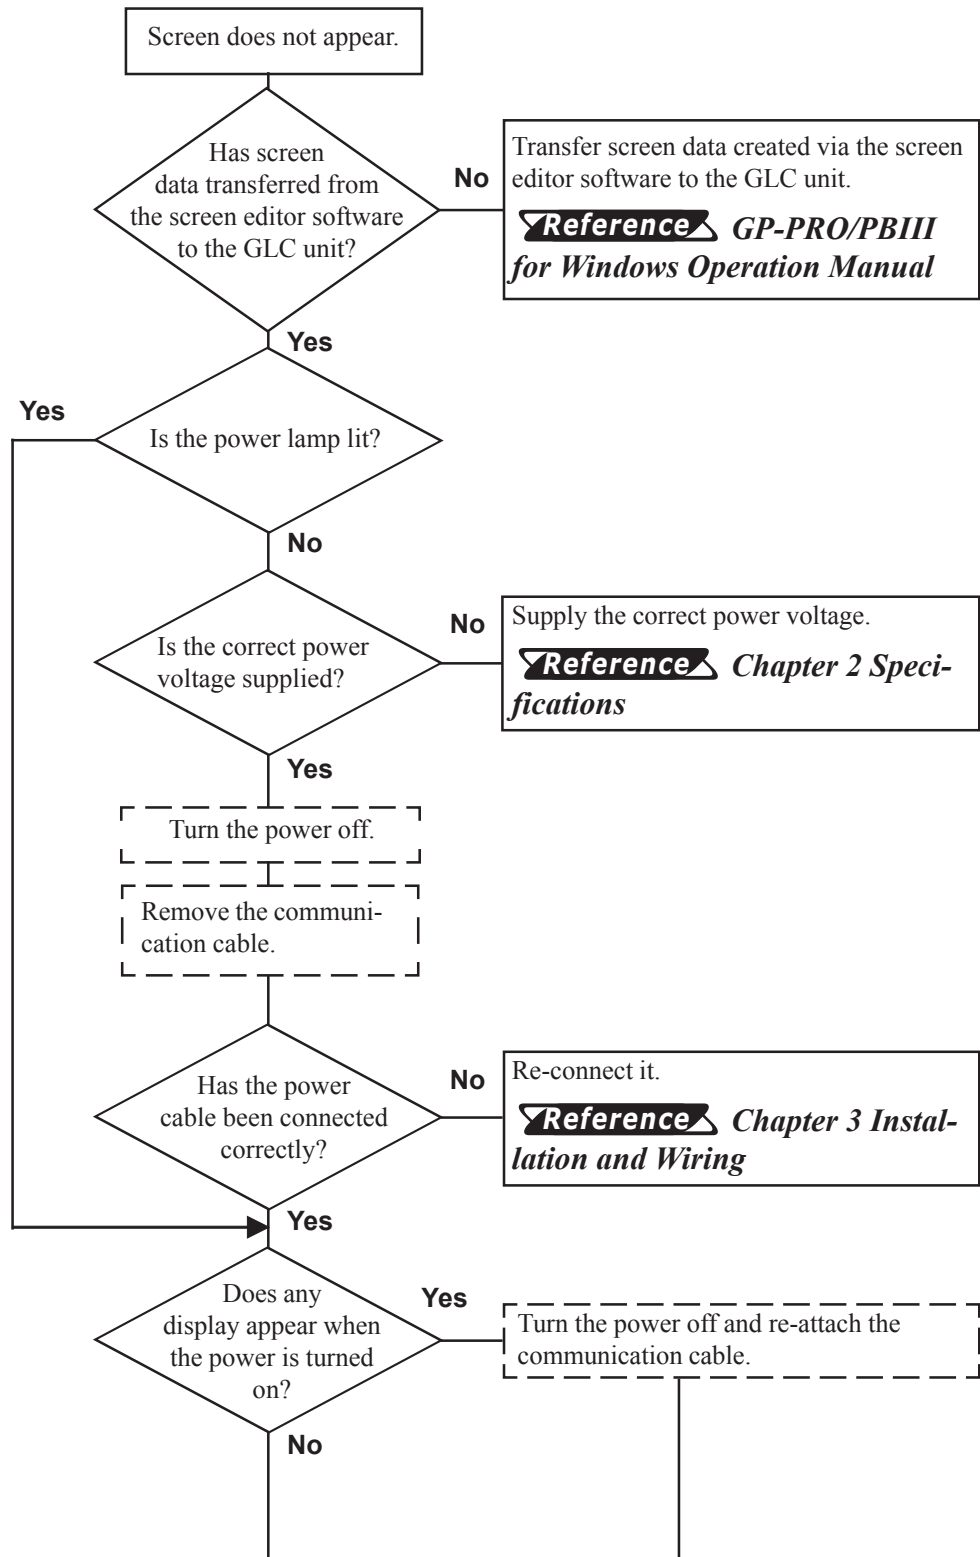 Screen does not appear.
Has screen
data transferred from
the screen editor software
to the GLC unit?
No
Transfer screen data created via the screen
editor software to the GLC unit.
Reference GP-PRO/PBIII
for Windows Operation Manual
Yes
Yes
Is the power lamp lit?
No
Is the correct power
voltage supplied?
No
Supply the correct power voltage.
Reference Chapter 2 Speci-
fications
Yes
Turn the power off.
Remove the communi-
cation cable.
Has the power
cable been connected
correctly?
No
Re-connect it.
Reference Chapter 3 Instal-
lation and Wiring
Yes
Does any
display appear when
the power is turned
on?
Yes
Turn the power off and re-attach the
communication cable.
No